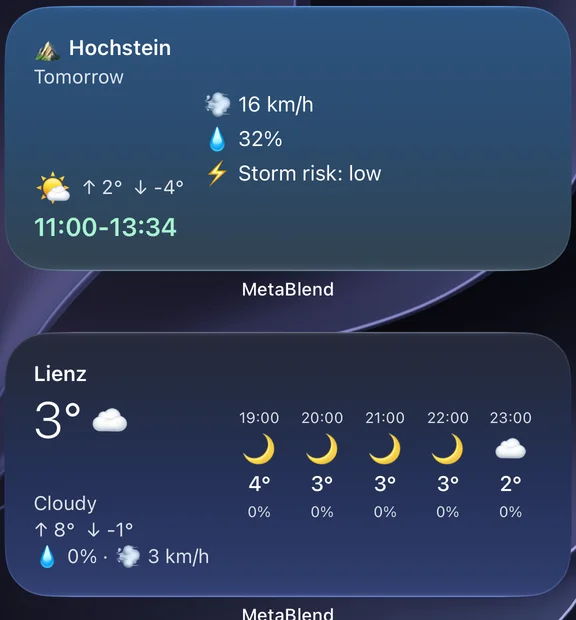 Hochstein
Tomorrow
16 km/h
32%
Storm risk: low
↑ 2° ↓ -4°
11:00-13:34
MetaBlend
Lienz
3°
19:00 20:00 21:00 22:00 23:00
4° 3° 3° 3° 2°
0% 0% 0% 0% 0%
Cloudy
↑ 8° ↓ -1°
0% · 3 km/h
MetaBlend